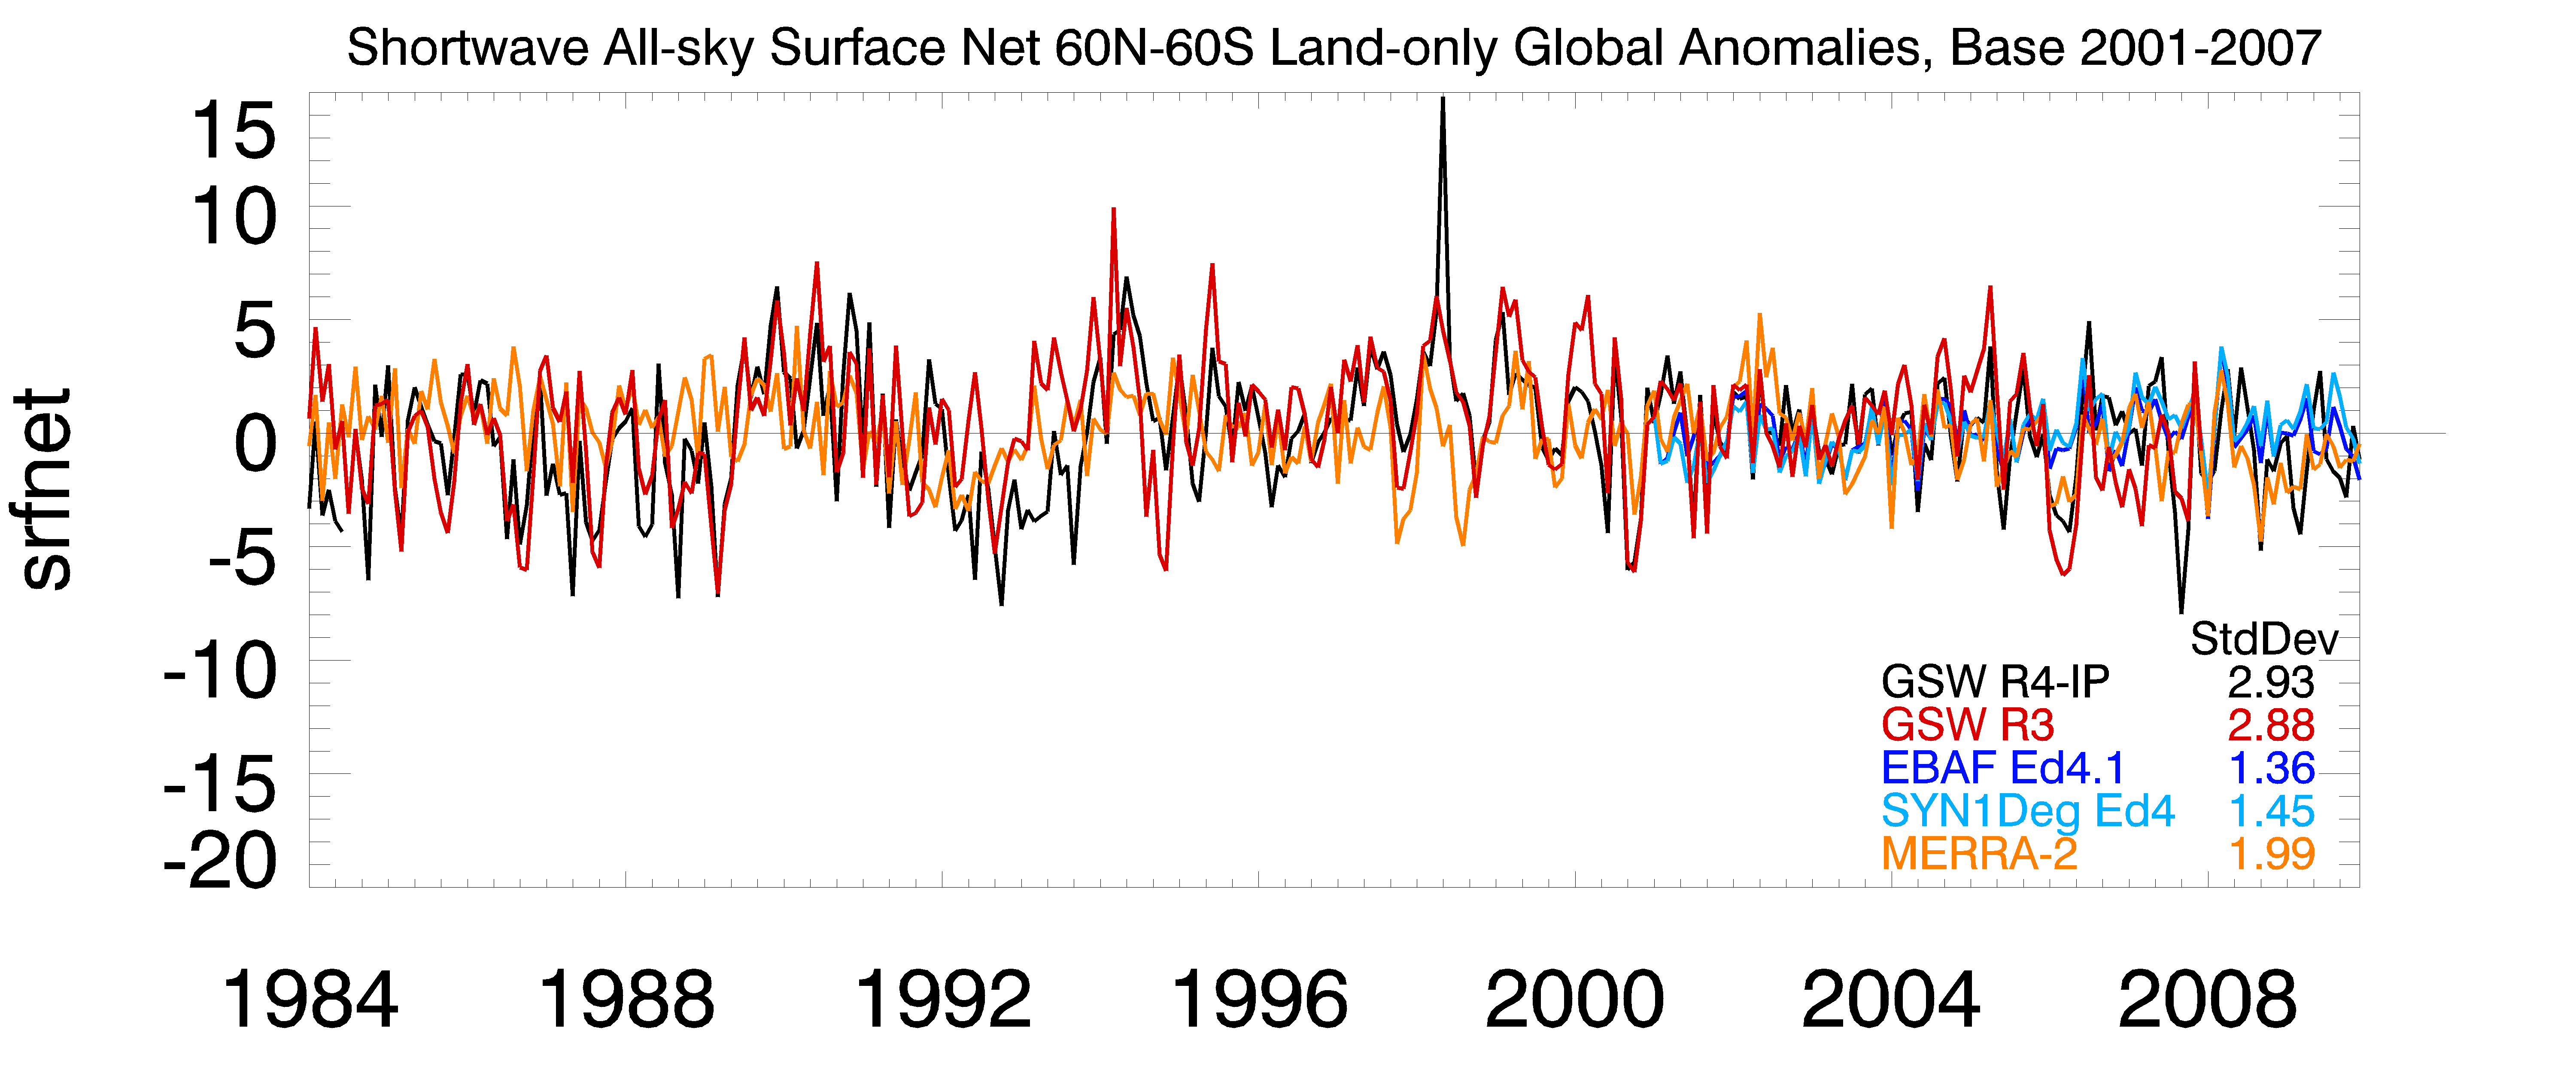 Shortwave All-sky Surface Net 60N-60S Land-only Global Anomalies, Base 2001-2007
srfnet
15
10
5
0
-5
-10
-15
-20
StdDev
GSW R4-IP 2.93
GSW R3 2.88
EBAF Ed4.1 1.36
SYN1Deg Ed4 1.45
MERRA-2 1.99
1984 1988 1992 1996 2000 2004 2008